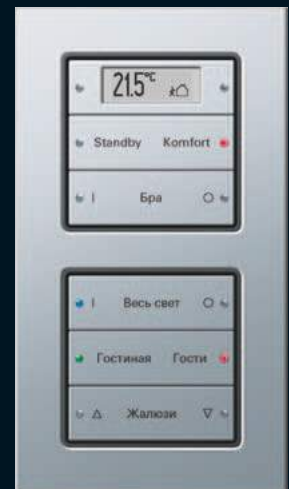 21.5°C
Standby Komfort
I Бра O
I Весь свет O
Гостиная Гости
△ Жалюзи ▽